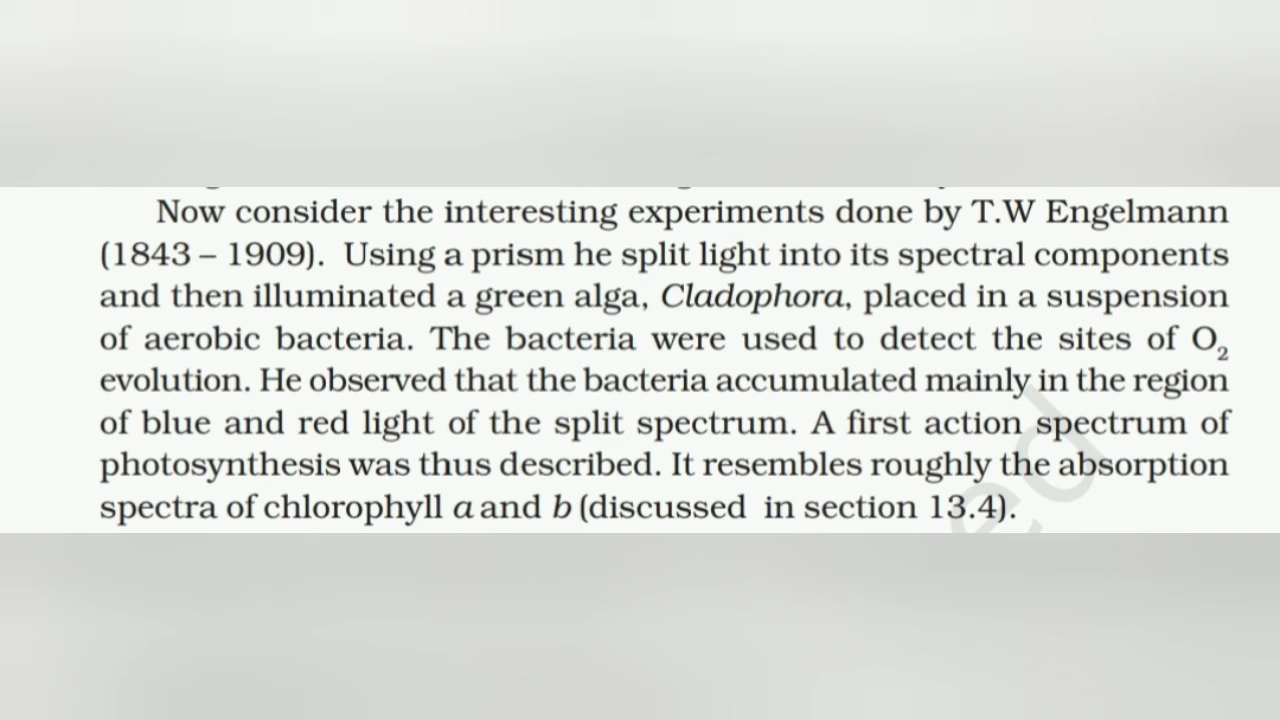 Now consider the interesting experiments done by T.W Engelmann
(1843 – 1909). Using a prism he split light into its spectral components
and then illuminated a green alga, Cladophora, placed in a suspension
of aerobic bacteria. The bacteria were used to detect the sites of O₂
evolution. He observed that the bacteria accumulated mainly in the region
of blue and red light of the split spectrum. A first action spectrum of
photosynthesis was thus described. It resembles roughly the absorption
spectra of chlorophyll a and b (discussed in section 13.4).